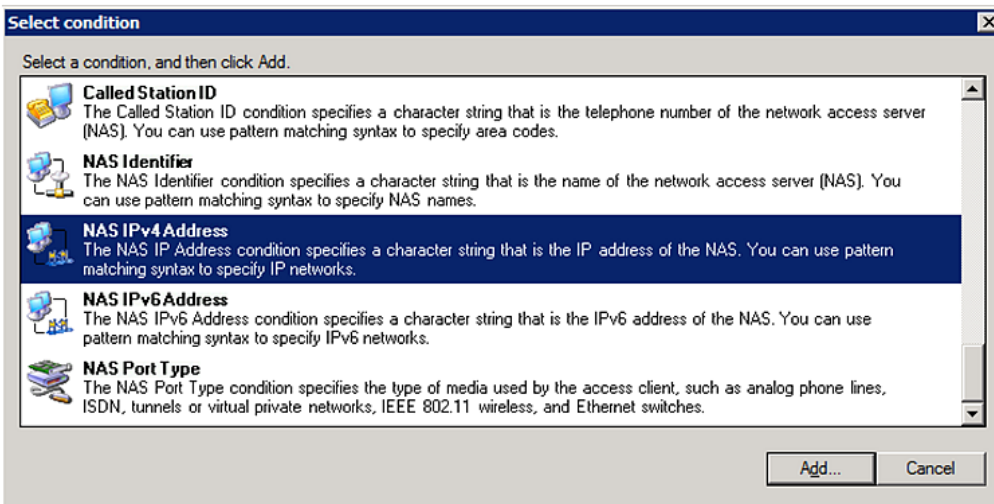 Select condition
Select a condition, and then click Add.
Called Station ID
The Called Station ID condition specifies a character string that is the telephone number of the network access server
(NAS). You can use pattern matching syntax to specify area codes.
NAS Identifier
The NAS Identifier condition specifies a character string that is the name of the network access server (NAS). You
can use pattern matching syntax to specify NAS names.
NAS IPv4 Address
The NAS IP Address condition specifies a character string that is the IP address of the NAS. You can use pattern
matching syntax to specify IP networks.
NAS IPv6 Address
The NAS IPv6 Address condition specifies a character string that is the IPv6 address of the NAS. You can use
pattern matching syntax to specify IPv6 networks.
NAS Port Type
The NAS Port Type condition specifies the type of media used by the access client, such as analog phone lines,
ISDN, tunnels or virtual private networks, IEEE 802.11 wireless, and Ethernet switches.
Add... Cancel